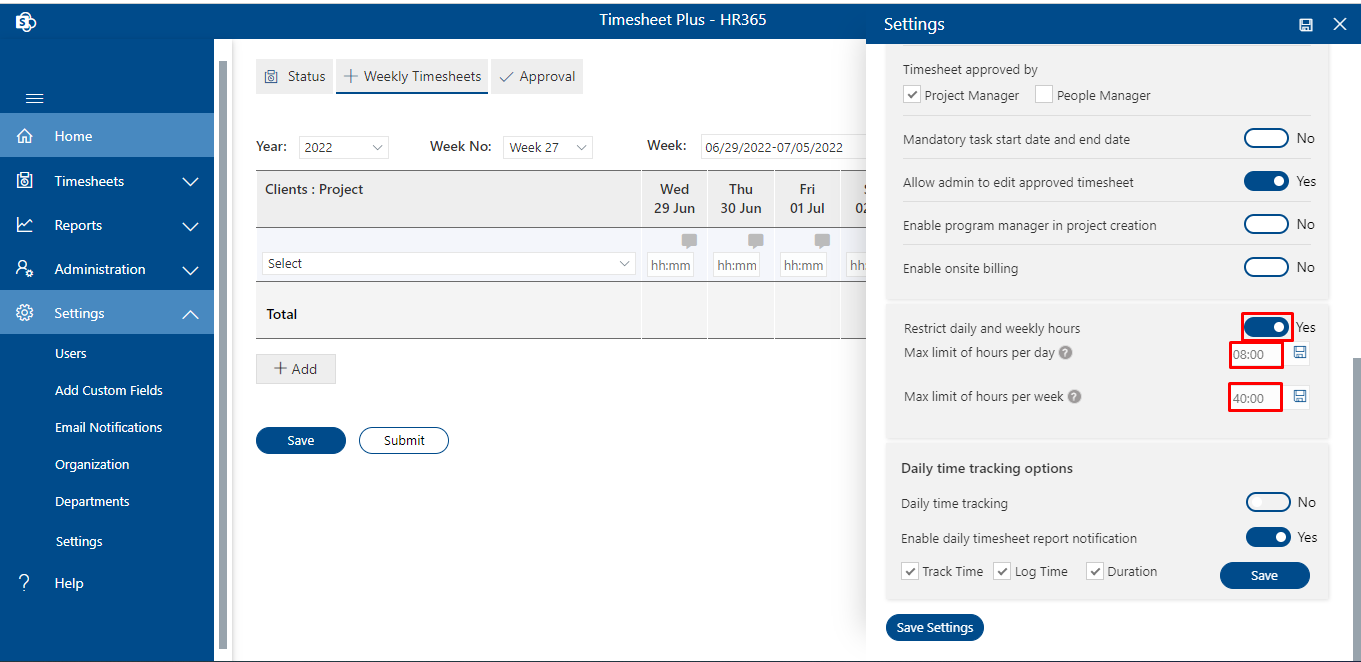 Timesheet Plus - HR365
Home
Timesheets
Reports
Administration
Settings
Users
Add Custom Fields
Email Notifications
Organization
Departments
Settings
? Help
Status
Weekly Timesheets
Approval
Year: 2022 Week No: Week 27 Week: 06/29/2022-07/05/2022
Clients : Project Wed Thu Fri
29 Jun 30 Jun 01 Jul 02
Select hh:mm hh:mm hh:mm hh
Total
+ Add
Save Submit
Settings
Timesheet approved by
Project Manager People Manager
Mandatory task start date and end date No
Allow admin to edit approved timesheet Yes
Enable program manager in project creation No
Enable onsite billing No
Restrict daily and weekly hours Yes
Max limit of hours per day ? 08:00
Max limit of hours per week ? 40:00
Daily time tracking options
Daily time tracking No
Enable daily timesheet report notification Yes
Track Time Log Time Duration Save
Save Settings